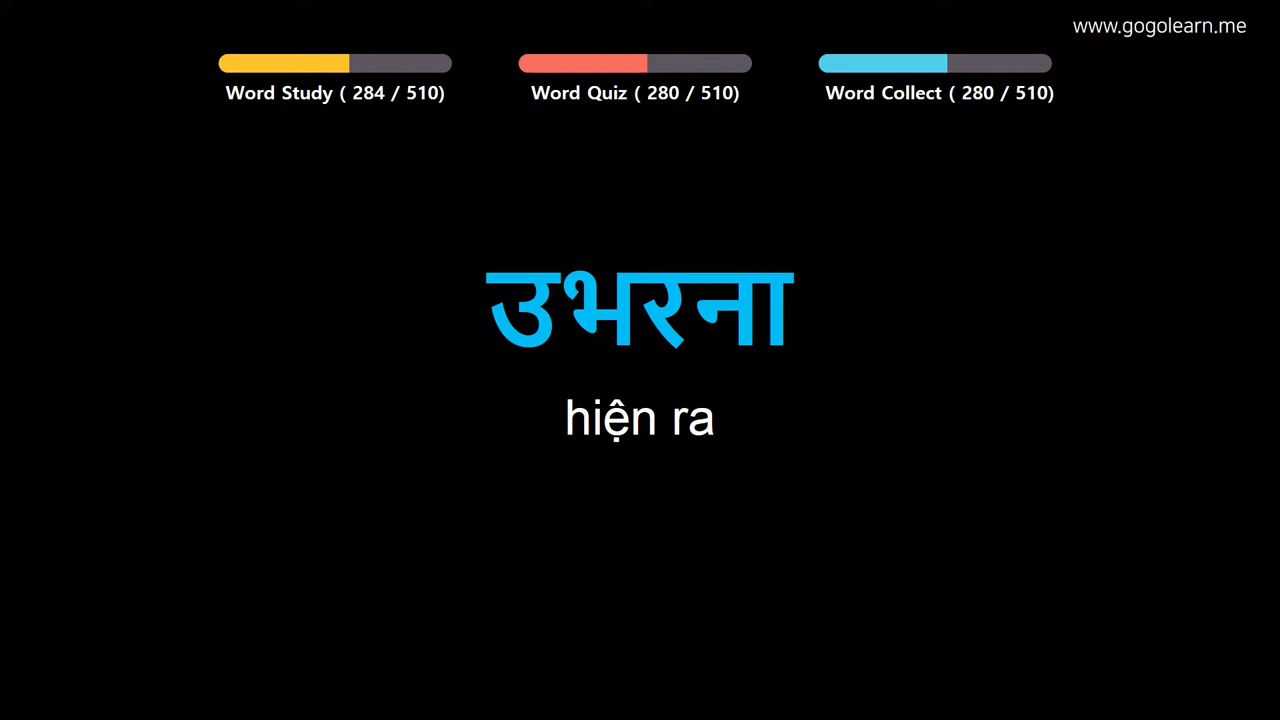 www.gogolearn.me
Word Study ( 284 / 510)
Word Quiz ( 280 / 510)
Word Collect ( 280 / 510)
उभरना
hiện ra